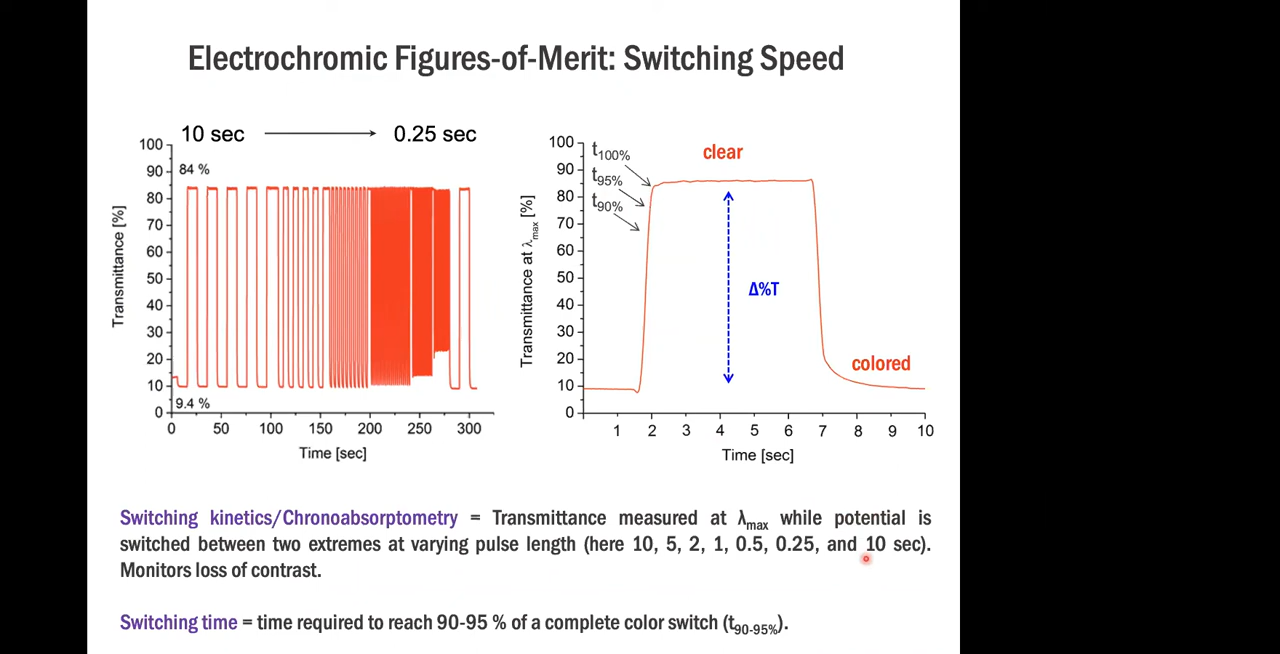 Electrochromic Figures-of-Merit: Switching Speed
10 sec 0.25 sec
100
90
80
70
60
50
40
30
20
10
0
84 %
9.4 %
Transmittance [%]
0 50 100 150 200 250 300
Time [sec]
100
90
80
70
60
50
40
30
20
10
0
t100%
t95%
t90%
clear
Δ%T
colored
Transmittance at λmax [%]
1 2 3 4 5 6 7 8 9 10
Time [sec]
Switching kinetics/Chronoabsorptometry = Transmittance measured at λmax while potential is
switched between two extremes at varying pulse length (here 10, 5, 2, 1, 0.5, 0.25, and 10 sec).
Monitors loss of contrast.
Switching time = time required to reach 90-95 % of a complete color switch (t90-95%).